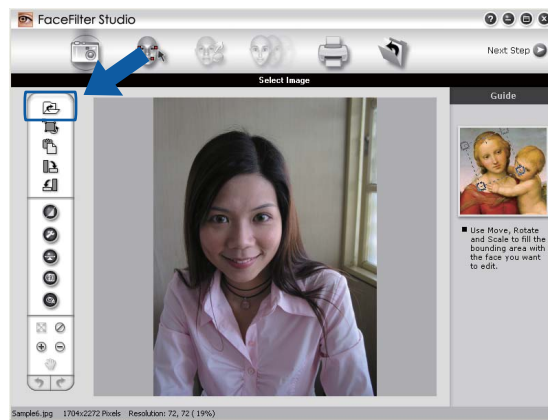 FaceFilter Studio
Next Step
Select Image
Guide
Use Move, Rotate
and Scale to fill the
bounding area with
the face you want
to edit.
Sample6.jpg 1704x2272 Pixels Resolution: 72, 72 ( 19%)